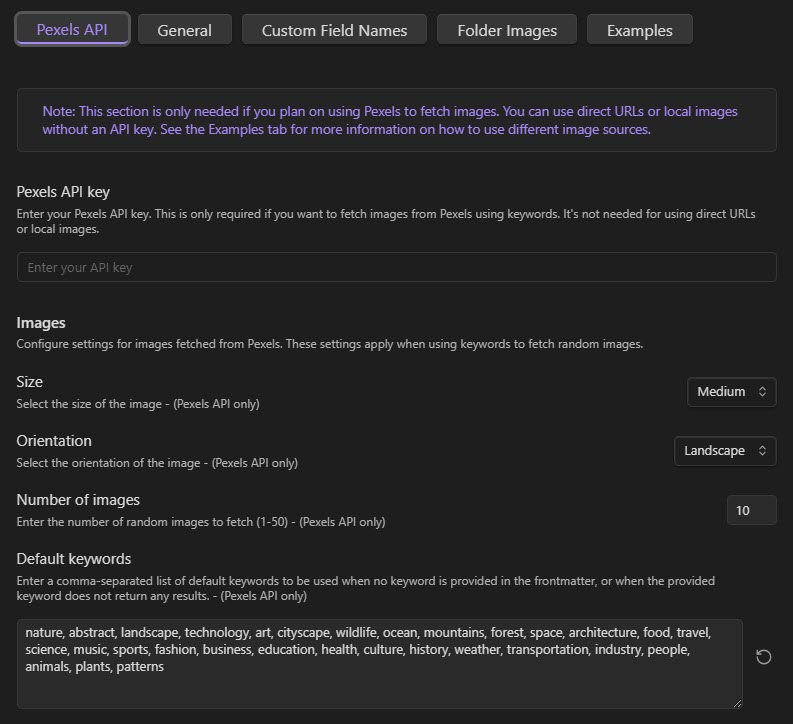 Pexels API General Custom Field Names Folder Images Examples
Note: This section is only needed if you plan on using Pexels to fetch images. You can use direct URLs or local images
without an API key. See the Examples tab for more information on how to use different image sources.
Pexels API key
Enter your Pexels API key. This is only required if you want to fetch images from Pexels using keywords. It's not needed for using direct URLs
or local images.
Enter your API key
Images
Configure settings for images fetched from Pexels. These settings apply when using keywords to fetch random images.
Size
Select the size of the image - (Pexels API only)
Medium
Orientation
Select the orientation of the image - (Pexels API only)
Landscape
Number of images
Enter the number of random images to fetch (1-50) - (Pexels API only)
10
Default keywords
Enter a comma-separated list of default keywords to be used when no keyword is provided in the frontmatter, or when the provided
keyword does not return any results. - (Pexels API only)
nature, abstract, landscape, technology, art, cityscape, wildlife, ocean, mountains, forest, space, architecture, food, travel,
science, music, sports, fashion, business, education, health, culture, history, weather, transportation, industry, people,
animals, plants, patterns